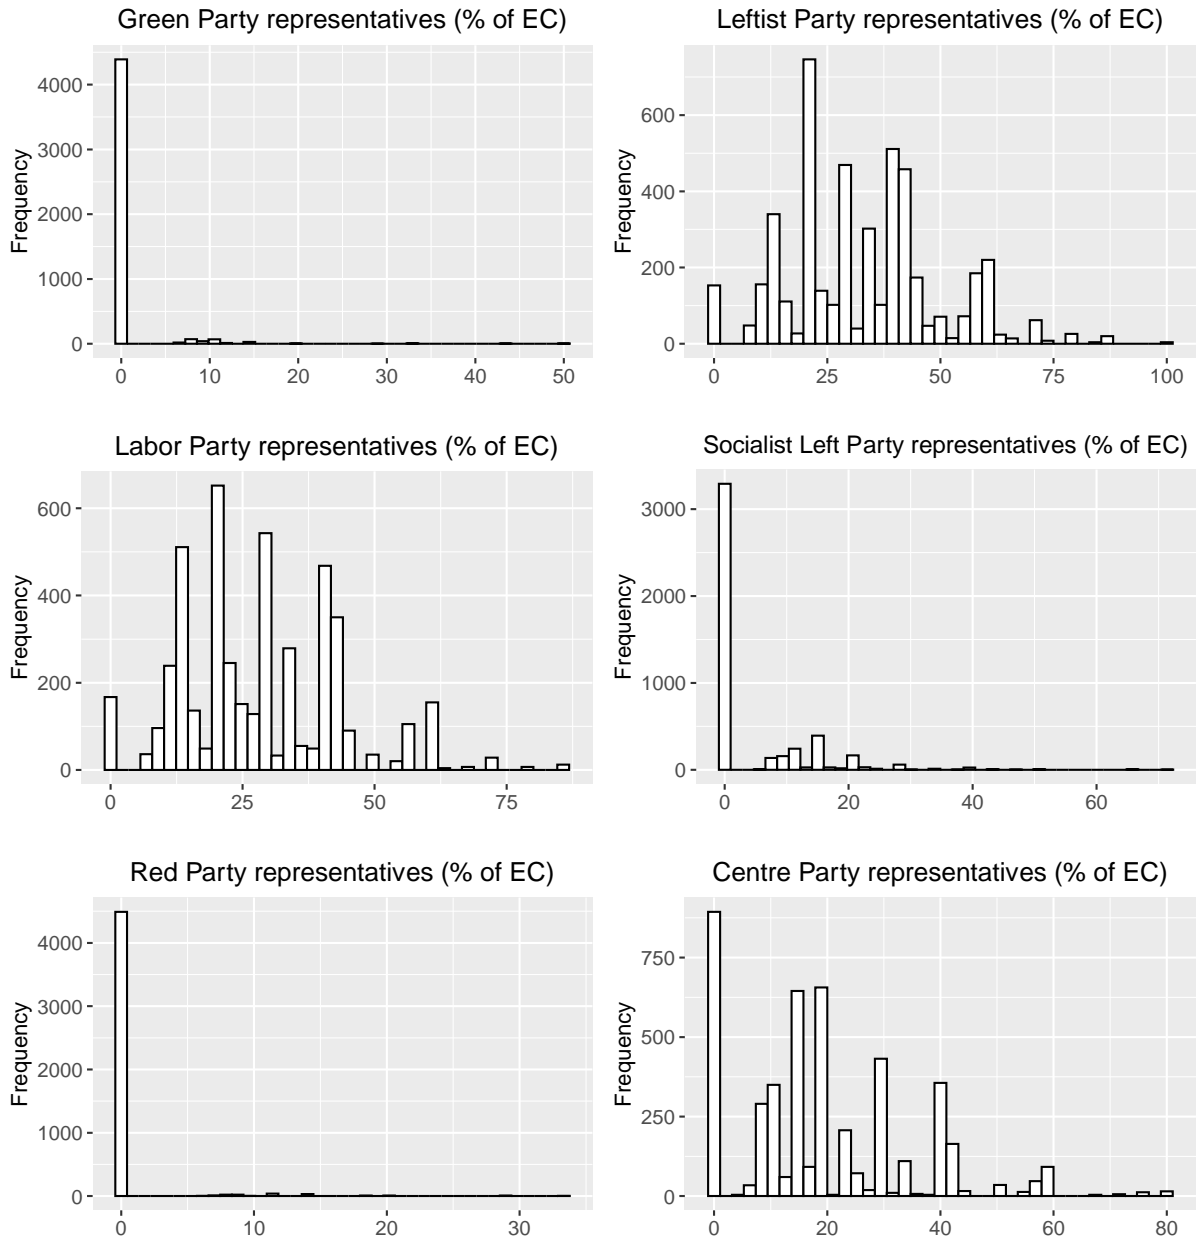 Green Party representatives (% of EC)
Frequency
4000
3000
2000
1000
0
0 10 20 30 40 50
Leftist Party representatives (% of EC)
Frequency
600
400
200
0
0 25 50 75 100
Labor Party representatives (% of EC)
Frequency
600
400
200
0
0 25 50 75
Socialist Left Party representatives (% of EC)
Frequency
3000
2000
1000
0
0 20 40 60
Red Party representatives (% of EC)
Frequency
4000
3000
2000
1000
0
0 10 20 30
Centre Party representatives (% of EC)
Frequency
750
500
250
0
0 20 40 60 80